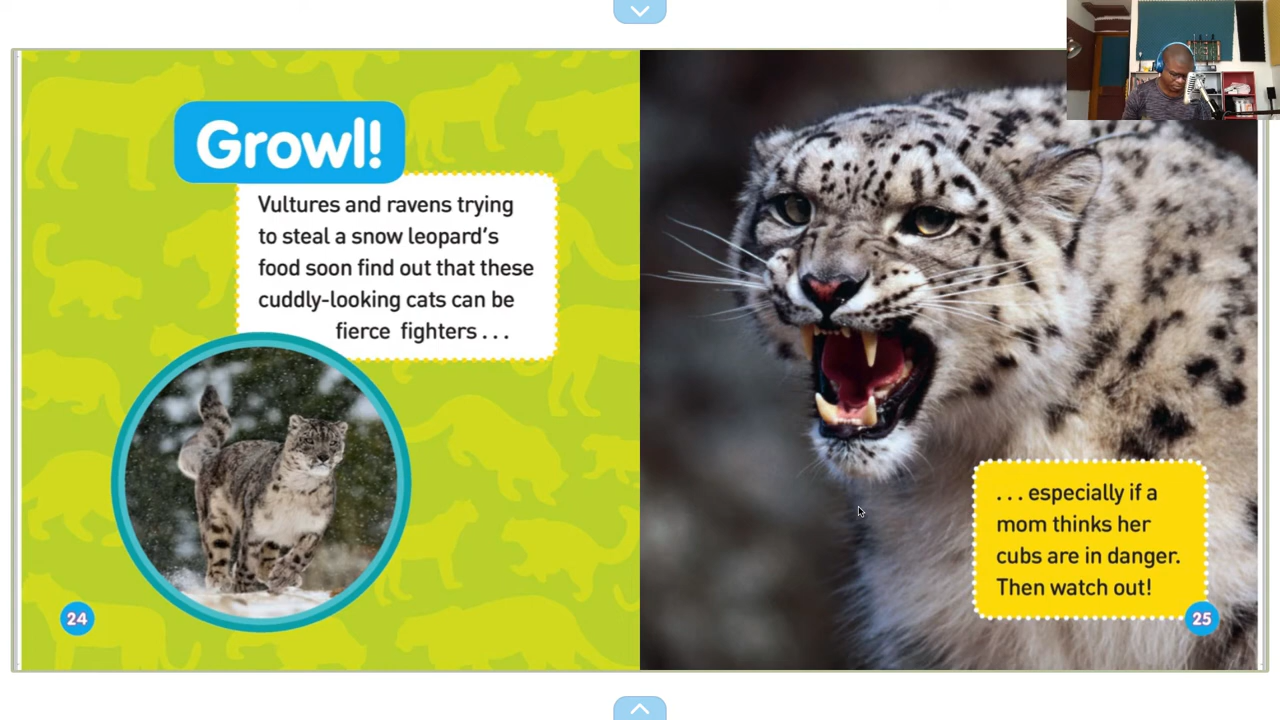 Growl!
Vultures and ravens trying
to steal a snow leopard’s
food soon find out that these
cuddly-looking cats can be
fierce fighters . . .
24
. . . especially if a
mom thinks her
cubs are in danger.
Then watch out!
25